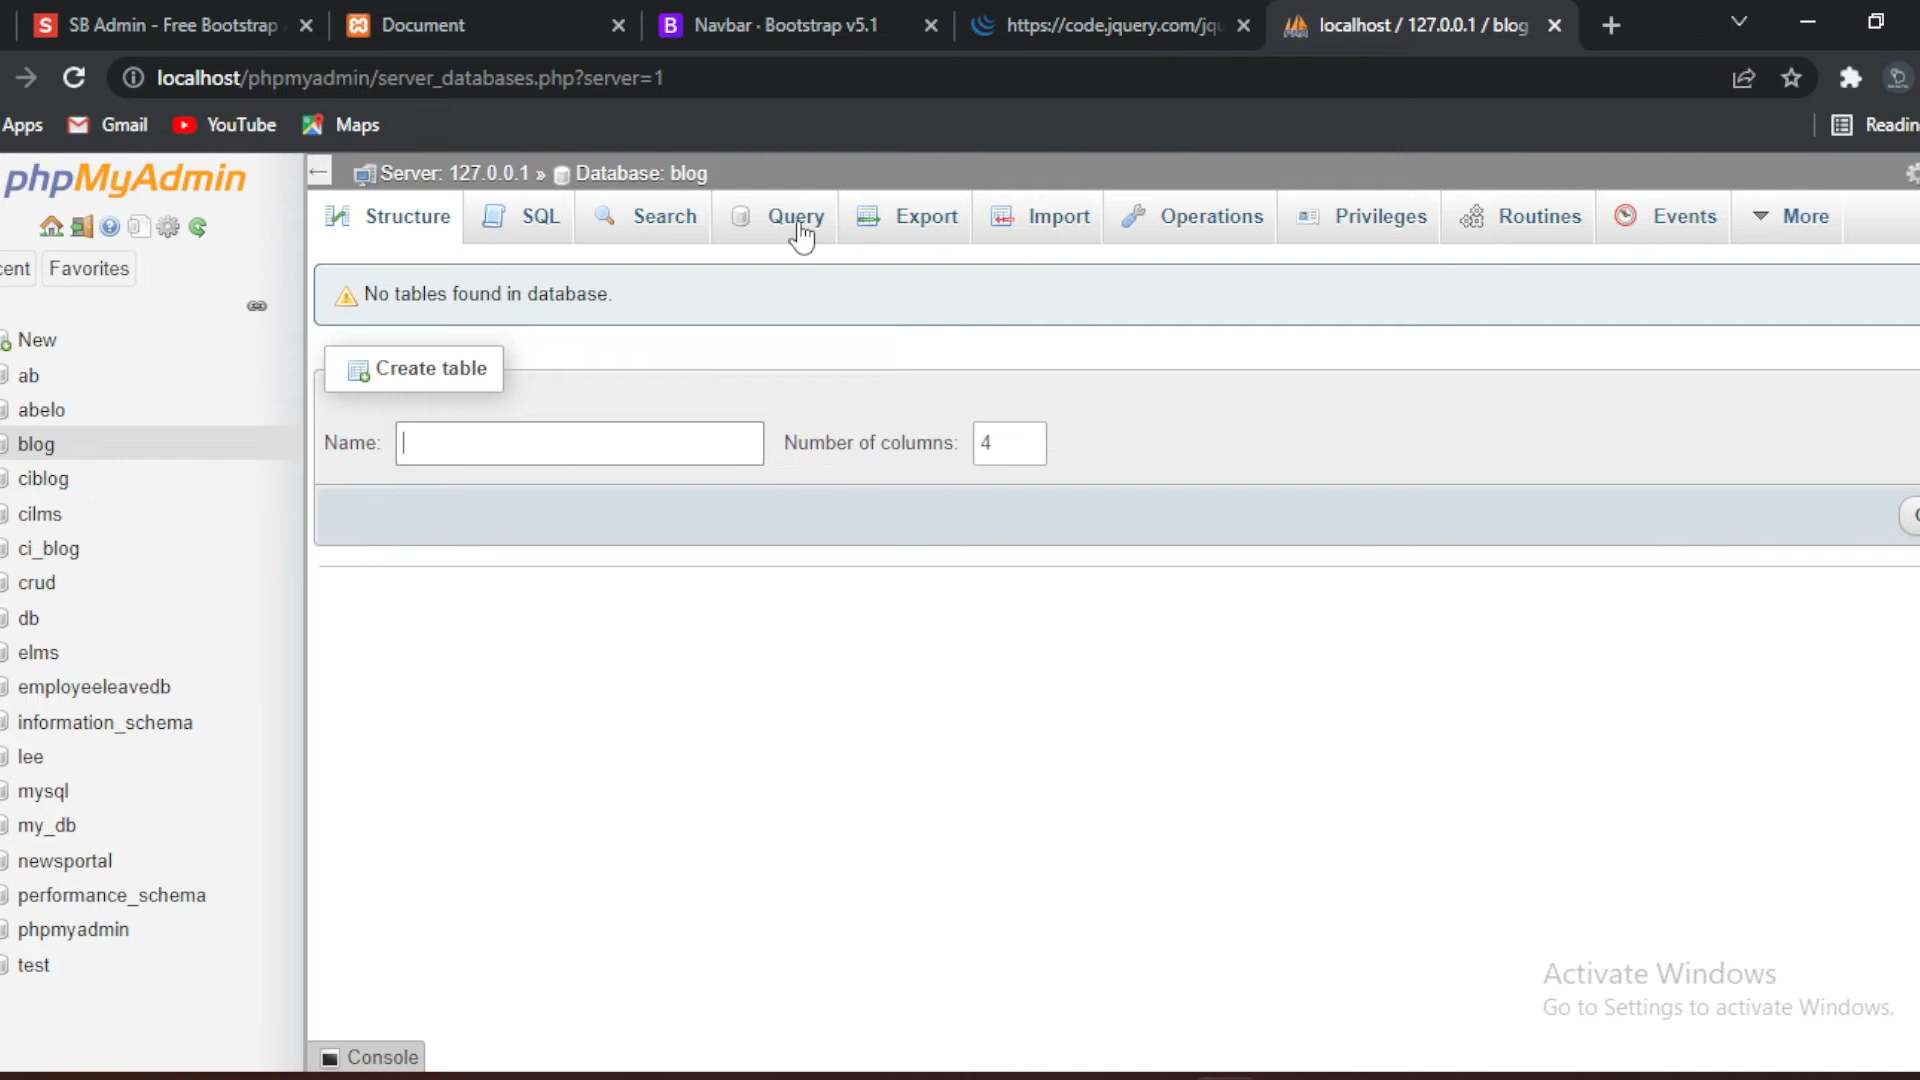 S SB Admin - Free Bootstrap
Document
B Navbar · Bootstrap v5.1
https://code.jquery.com/jq
localhost / 127.0.0.1 / blog
localhost/phpmyadmin/server_databases.php?server=1
Apps
Gmail
YouTube
Maps
Readin
phpMyAdmin
Server: 127.0.0.1 » Database: blog
Structure
SQL
Search
Query
Export
Import
Operations
Privileges
Routines
Events
More
cent
Favorites
No tables found in database.
Create table
Name:
Number of columns: 4
New
ab
abelo
blog
ciblog
cilms
ci_blog
crud
db
elms
employeeleavedb
information_schema
lee
mysql
my_db
newsportal
performance_schema
phpmyadmin
test
Activate Windows
Go to Settings to activate Windows.
Console